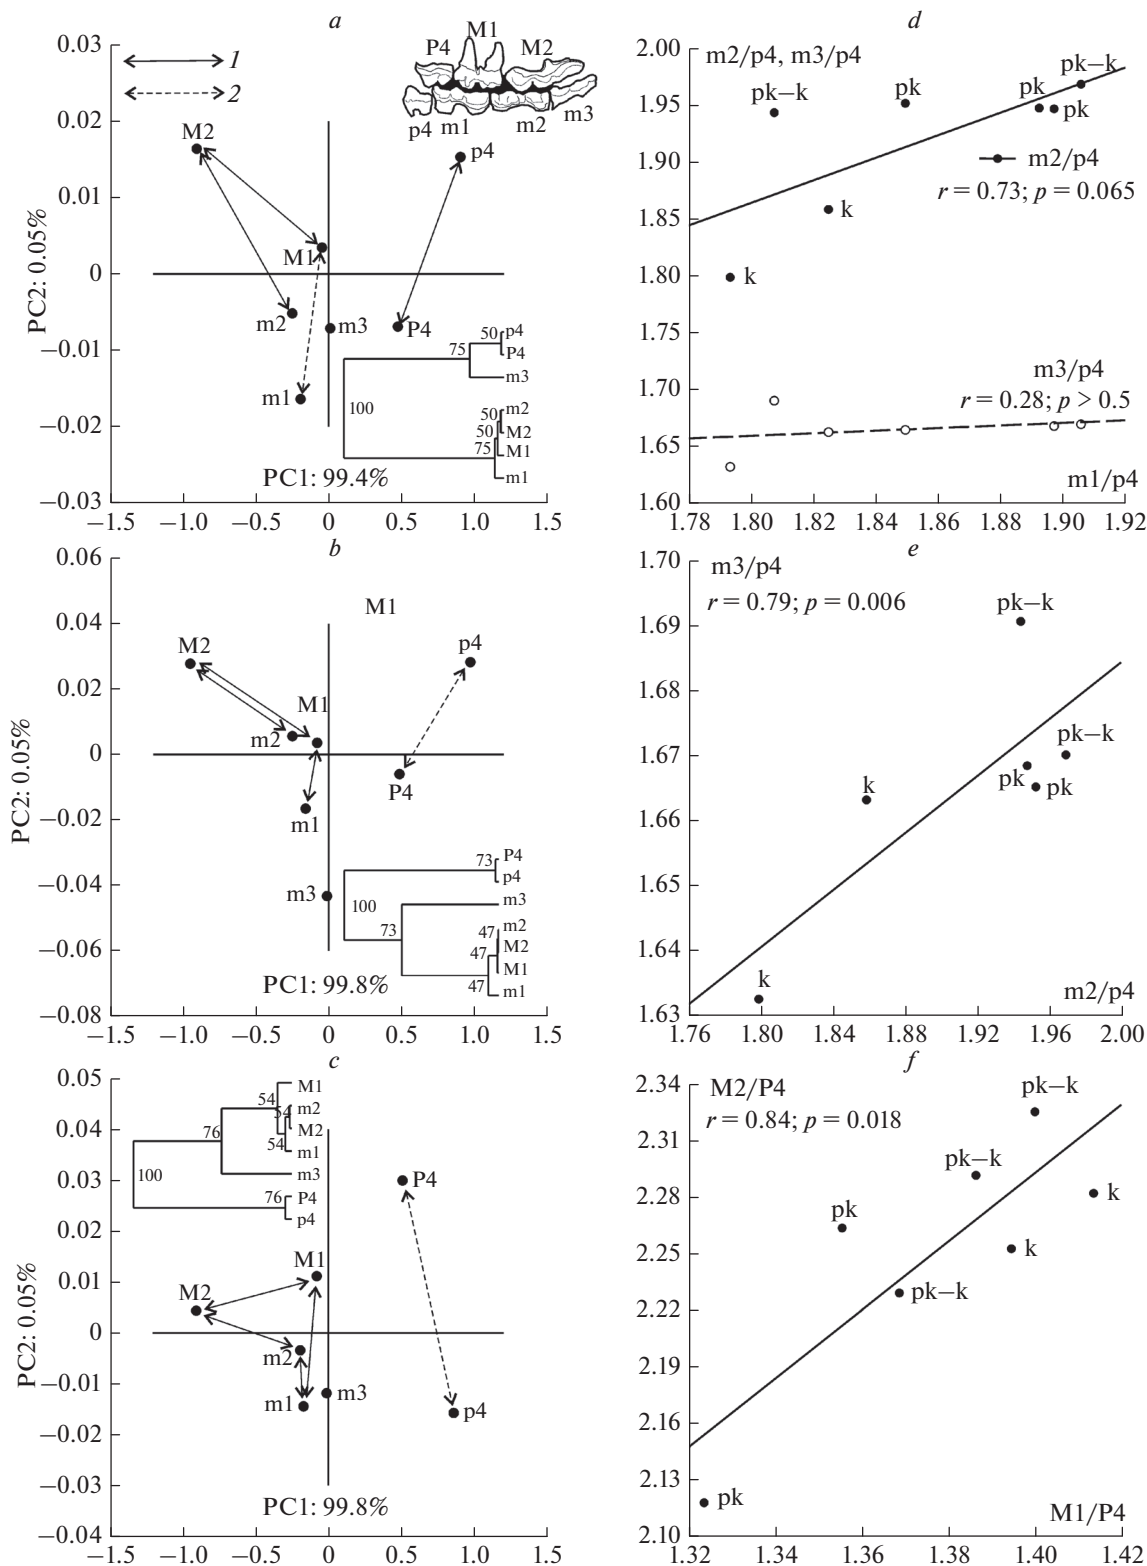 a
0.03
0.02
0.01
0
−0.01
−0.02
−0.03
PC2: 0.05%
1
2
P4
M1
M2
p4
m1
m2
m3
M2
p4
M1
m2
m3
P4
m1
50
p4
P4
75
m3
100
50
m2
50
M2
75
M1
m1
PC1: 99.4%
−1.5 −1.0 −0.5 0 0.5 1.0 1.5
b
0.06
0.04
0.02
0
−0.02
−0.04
−0.06
−0.08
PC2: 0.05%
M1
M2
p4
M1
m2
P4
m1
m3
73
P4
p4
100
m3
73
47
m2
47
M2
M1
47
m1
PC1: 99.8%
−1.5 −1.0 −0.5 0 0.5 1.0 1.5
c
0.05
0.04
0.03
0.02
0.01
0
−0.01
−0.02
−0.03
−0.04
PC2: 0.05%
M1
54
m2
54
M2
76
54
m1
100
m3
76
P4
p4
P4
M1
M2
m2
m1
m3
p4
PC1: 99.8%
−1.5 −1.0 −0.5 0 0.5 1.0 1.5
d
2.00
1.95
1.90
1.85
1.80
1.75
1.70
1.65
1.60
m2/p4, m3/p4
pk−k
pk−k
pk
pk
pk
m2/p4
r = 0.73; p = 0.065
k
k
m3/p4
r = 0.28; p > 0.5
m1/p4
1.78 1.80 1.82 1.84 1.86 1.88 1.90 1.92
e
1.70
1.69
1.68
1.67
1.66
1.65
1.64
1.63
m3/p4
r = 0.79; p = 0.006
pk−k
pk−k
pk
pk
k
k
m2/p4
1.76 1.80 1.84 1.88 1.92 1.96 2.00
f
2.34
2.31
2.28
2.25
2.22
2.19
2.16
2.13
2.10
M2/P4
r = 0.84; p = 0.018
pk−k
pk−k
k
pk
k
pk−k
pk
M1/P4
1.32 1.34 1.36 1.38 1.40 1.42